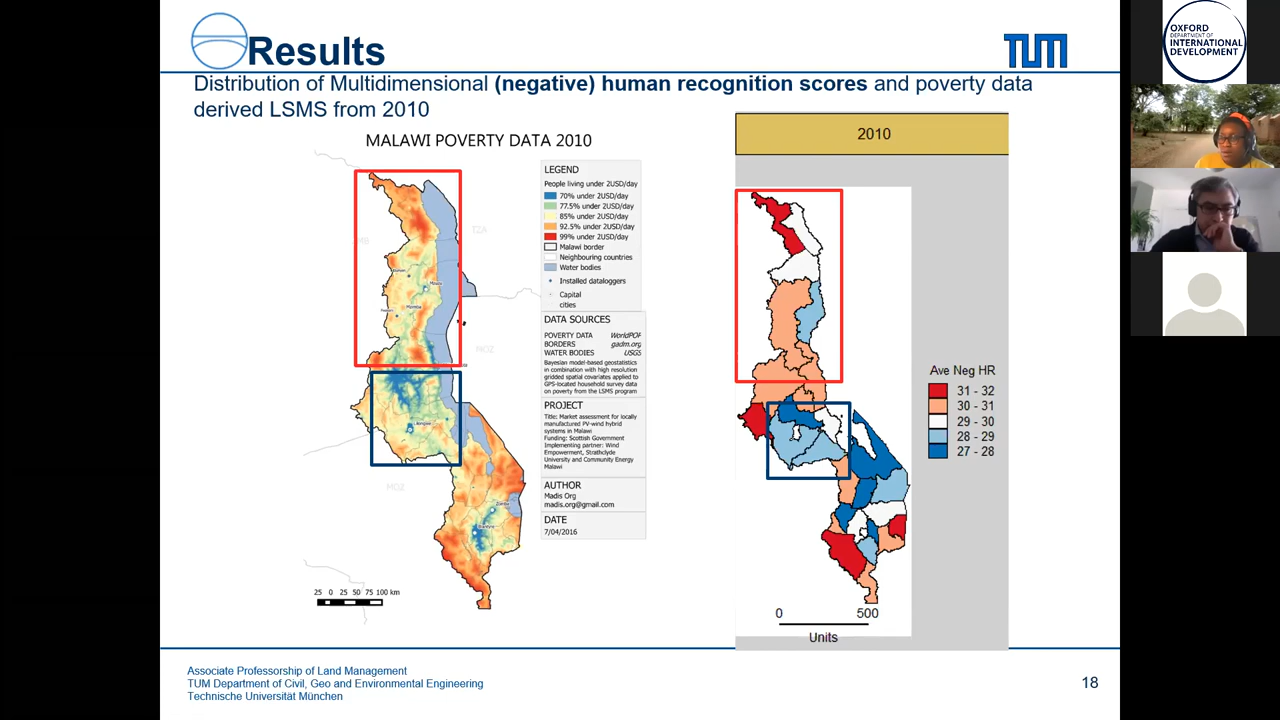 Results
TUM
Distribution of Multidimensional (negative) human recognition scores and poverty data
derived LSMS from 2010
MALAWI POVERTY DATA 2010
LEGEND
People living under 2USD/day
70% under 2USD/day
77.5% under 2USD/day
85% under 2USD/day
92.5% under 2USD/day
99% under 2USD/day
Malawi border
Neighbouring countries
Water bodies
Installed dataloggers
Capital
cities
DATA SOURCES
POVERTY DATA WorldPOP
BORDERS gadm.org
WATER BODIES USGS
Bayesian model-based geostatistics
in combination with high resolution
gridded spatial covariates applied to
GPS-located household survey data
on poverty from the LSMS program
PROJECT
Title: Market assessment for locally
manufactured PV-wind hybrid
systems in Malawi
Funding: Scottish Government
Implementing partner: Wind
Empowerment, Strathclyde
University and Community Energy
Malawi
AUTHOR
Madis Org
madis.org@gmail.com
DATE
7/04/2016
TZA
MOZ
MOZ
Mzuzu
Lilongwe
Zomba
Blantyre
25 0 25 50 75 100 km
2010
Ave Neg HR
31 - 32
30 - 31
29 - 30
28 - 29
27 - 28
0 500
Units
Associate Professorship of Land Management
TUM Department of Civil, Geo and Environmental Engineering
Technische Universität München
18
OXFORD
DEPARTMENT OF
INTERNATIONAL
DEVELOPMENT